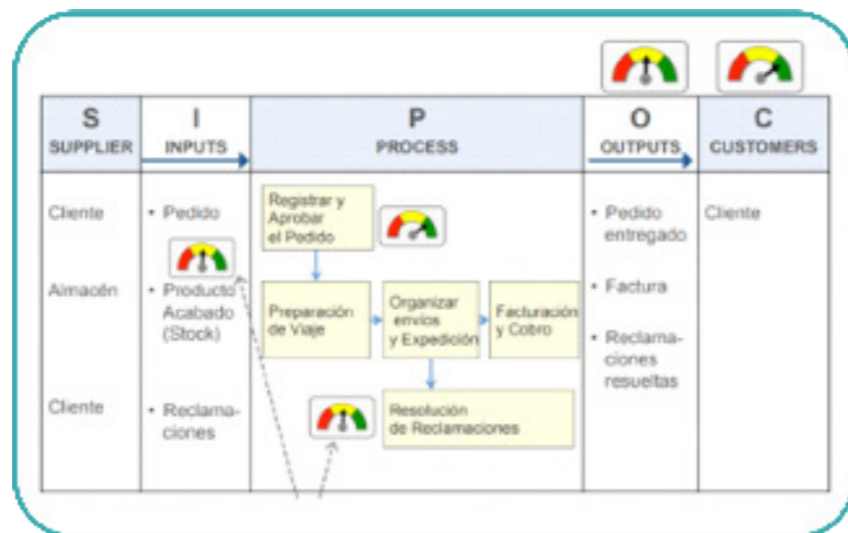 S
SUPPLIER
I
INPUTS
P
PROCESS
O
OUTPUTS
C
CUSTOMERS
Cliente
• Pedido
Registrar y
Aprobar
el Pedido
• Pedido
entregado
Cliente
Almacén
• Producto
Acabado
(Stock)
Preparación
de Viaje
Organizar
envíos
y Expedición
Facturación
y Cobro
• Factura
• Reclama-
ciones
resueltas
Cliente
• Reclama-
ciones
Resolución
de Reclamaciones